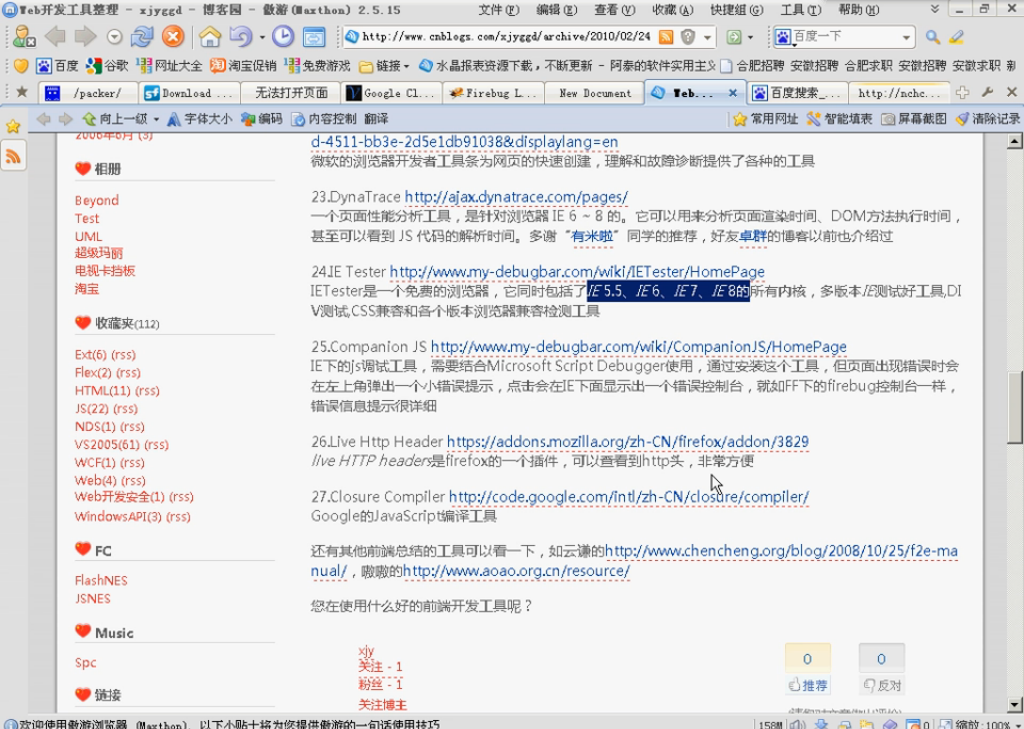 Web开发工具整理 - xjyggd - 博客园 - 傲游(Maxthon) 2.5.15
文件(F) 编辑(E) 查看(V) 收藏(A) 快捷组(G) 工具(T) 帮助(H)
http://www.cnblogs.com/xjyggd/archive/2010/02/24
百度一下
百度 谷歌 网址大全 淘宝促销 免费游戏 链接 水晶报表资源下载，不断更新 - 阿泰的软件实用主义 合肥招聘 安徽招聘 合肥求职 安徽招聘 安徽求职
/packer/ Download ... 无法打开页面 Google Cl... Firebug L... New Document Web... 百度搜索_... http://nchc...
向上一级 字体大小 编码 内容控制 翻译 常用网址 智能填表 屏幕截图 清除记录
2006年6月 (3)
相册
Beyond
Test
UML
超级玛丽
电视卡挡板
淘宝
收藏夹(112)
Ext(6) (rss)
Flex(2) (rss)
HTML(11) (rss)
JS(22) (rss)
NDS(1) (rss)
VS2005(61) (rss)
WCF(1) (rss)
Web(4) (rss)
Web开发安全(1) (rss)
WindowsAPI(3) (rss)
FC
FlashNES
JSNES
Music
Spc
链接
d-4511-bb3e-2d5e1db91038&displaylang=en
微软的浏览器开发者工具条为网页的快速创建，理解和故障诊断提供了各种的工具
23.DynaTrace http://ajax.dynatrace.com/pages/
一个页面性能分析工具，是针对浏览器 IE 6 ~ 8 的。它可以用来分析页面渲染时间、DOM方法执行时间，
甚至可以看到 JS 代码的解析时间。多谢“有米啦”同学的推荐，好友卓群的博客以前也介绍过
24.IE Tester http://www.my-debugbar.com/wiki/IETester/HomePage
IETester是一个免费的浏览器，它同时包括了IE 5.5、IE 6、IE 7、IE 8的所有内核，多版本IE测试好工具,DI
V测试,CSS兼容和各个版本浏览器兼容检测工具
25.Companion JS http://www.my-debugbar.com/wiki/CompanionJS/HomePage
IE下的js调试工具，需要结合Microsoft Script Debugger使用，通过安装这个工具，但页面出现错误时会
在左上角弹出一个小错误提示，点击会在IE下面显示出一个错误控制台，就如FF下的firebug控制台一样，
错误信息提示很详细
26.Live Http Header https://addons.mozilla.org/zh-CN/firefox/addon/3829
live HTTP headers是firefox的一个插件，可以查看到http头，非常方便
27.Closure Compiler http://code.google.com/intl/zh-CN/closure/compiler/
Google的JavaScript编译工具
还有其他前端总结的工具可以看一下，如云谦的http://www.chencheng.org/blog/2008/10/25/f2e-ma
nual/，嗷嗷的http://www.aoao.org.cn/resource/
您在使用什么好的前端开发工具呢？
xjy
关注 - 1
粉丝 - 1
关注博主
0 0
推荐 反对
欢迎使用傲游浏览器 (Maxthon)，以下小贴士将为您提供傲游的一句话使用技巧 158M 0 缩放: 100%